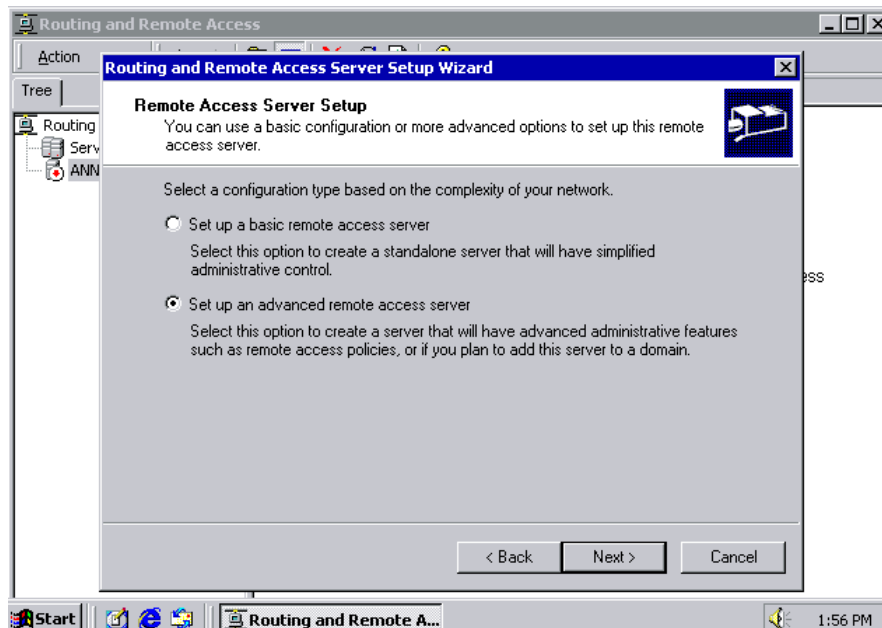 Routing and Remote Access
Action
Tree
Routing
Serv
ANN
Routing and Remote Access Server Setup Wizard
Remote Access Server Setup
You can use a basic configuration or more advanced options to set up this remote
access server.
Select a configuration type based on the complexity of your network.
Set up a basic remote access server
Select this option to create a standalone server that will have simplified
administrative control.
Set up an advanced remote access server
Select this option to create a server that will have advanced administrative features
such as remote access policies, or if you plan to add this server to a domain.
ess
< Back
Next >
Cancel
Start
Routing and Remote A...
1:56 PM